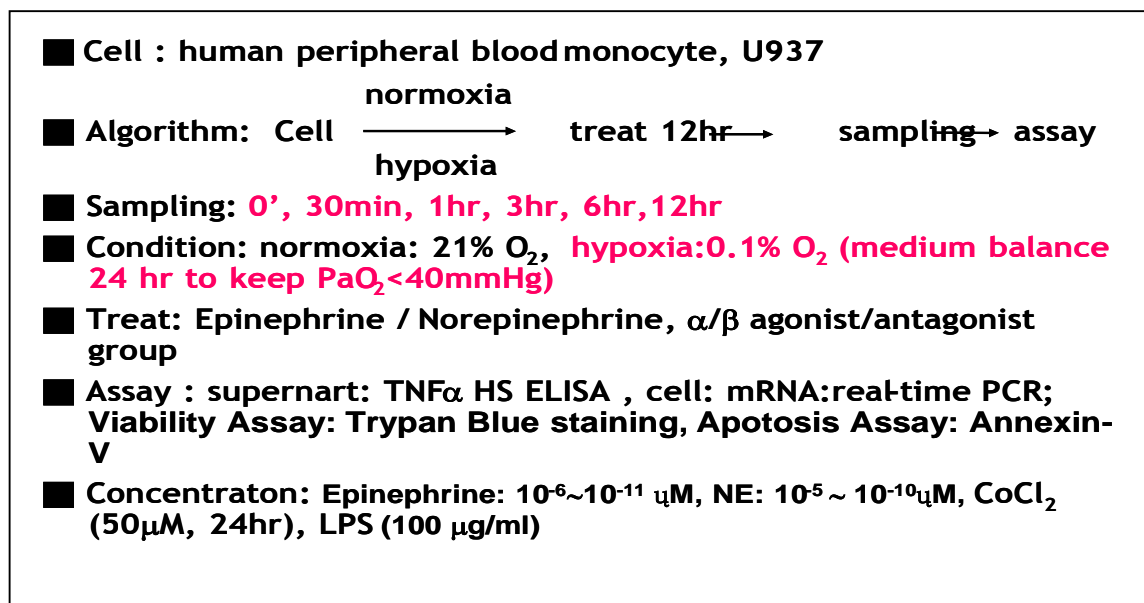 ■ Cell : human peripheral blood monocyte, U937
normoxia
■ Algorithm: Cell → treat 12hr → sampling → assay
hypoxia
■ Sampling: 0’, 30min, 1hr, 3hr, 6hr,12hr
■ Condition: normoxia: 21% O₂, hypoxia:0.1% O₂ (medium balance
24 hr to keep PaO₂<40mmHg)
■ Treat: Epinephrine / Norepinephrine, α/β agonist/antagonist
group
■ Assay : supernart: TNFα HS ELISA , cell: mRNA:real-time PCR;
Viability Assay: Trypan Blue staining, Apotosis Assay: Annexin-
V
■ Concentraton: Epinephrine: 10⁻⁶~10⁻¹¹ ųM, NE: 10⁻⁵ ~ 10⁻¹⁰ųM, CoCl₂
(50μM, 24hr), LPS (100 μg/ml)